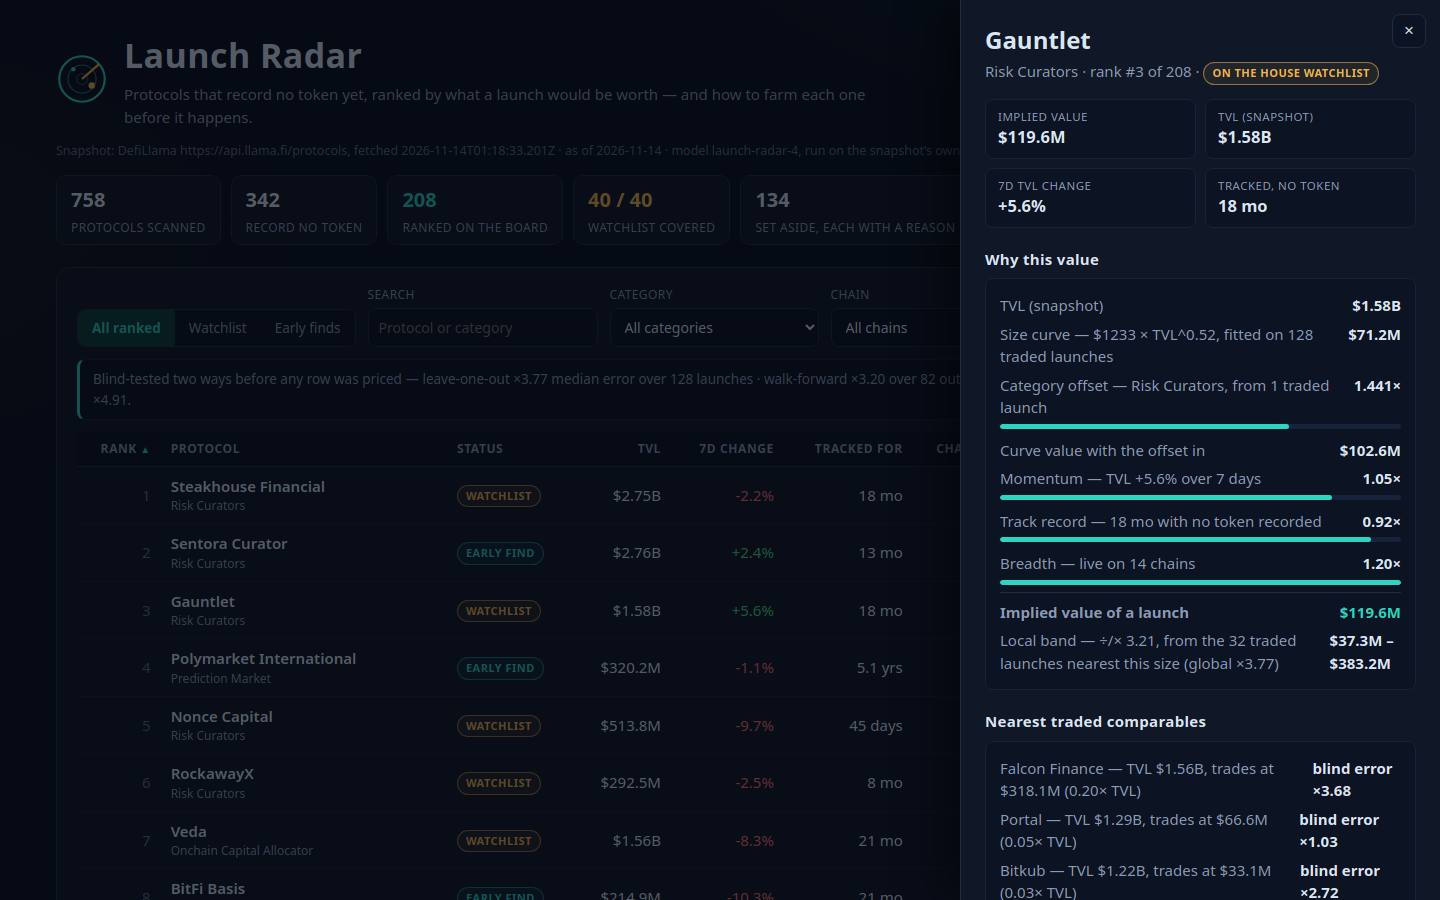 Launch Radar
Protocols that record no token yet, ranked by what a launch would be worth — and how to farm each one
before it happens.
Snapshot: DefiLlama https://api.llama.fi/protocols, fetched 2026-11-14T01:18:33.201Z · as of 2026-11-14 · model launch-radar-4, run on the snapshot's own
758
PROTOCOLS SCANNED
342
RECORD NO TOKEN
208
RANKED ON THE BOARD
40 / 40
WATCHLIST COVERED
134
SET ASIDE, EACH WITH A REASON
SEARCH
CATEGORY
CHAIN
All ranked
Watchlist
Early finds
Protocol or category
All categories
All chains
Blind-tested two ways before any row was priced — leave-one-out ×3.77 median error over 128 launches · walk-forward ×3.20 over 82 out
×4.91.
RANK ▲ PROTOCOL STATUS TVL 7D CHANGE TRACKED FOR CHA
1 Steakhouse Financial WATCHLIST $2.75B -2.2% 18 mo
Risk Curators
2 Sentora Curator EARLY FIND $2.76B +2.4% 13 mo
Risk Curators
3 Gauntlet WATCHLIST $1.58B +5.6% 18 mo
Risk Curators
4 Polymarket International EARLY FIND $320.2M -1.1% 5.1 yrs
Prediction Market
5 Nonce Capital WATCHLIST $513.8M -9.7% 45 days
Risk Curators
6 RockawayX WATCHLIST $292.5M -2.5% 8 mo
Risk Curators
7 Veda WATCHLIST $1.56B -8.3% 21 mo
Onchain Capital Allocator
8 BitFi Basis EARLY FIND $214.9M -10.3% 21 mo
×
Gauntlet
Risk Curators · rank #3 of 208 · ON THE HOUSE WATCHLIST
IMPLIED VALUE
$119.6M
TVL (SNAPSHOT)
$1.58B
7D TVL CHANGE
+5.6%
TRACKED, NO TOKEN
18 mo
Why this value
TVL (snapshot) $1.58B
Size curve — $1233 × TVL^0.52, fitted on 128 $71.2M
traded launches
Category offset — Risk Curators, from 1 traded 1.441×
launch
Curve value with the offset in $102.6M
Momentum — TVL +5.6% over 7 days 1.05×
Track record — 18 mo with no token recorded 0.92×
Breadth — live on 14 chains 1.20×
Implied value of a launch $119.6M
Local band — ÷/× 3.21, from the 32 traded $37.3M –
launches nearest this size (global ×3.77) $383.2M
Nearest traded comparables
Falcon Finance — TVL $1.56B, trades at blind error
$318.1M (0.20× TVL) ×3.68
Portal — TVL $1.29B, trades at $66.6M blind error
(0.05× TVL) ×1.03
Bitkub — TVL $1.22B, trades at $33.1M blind error
(0.03× TVL) ×2.72